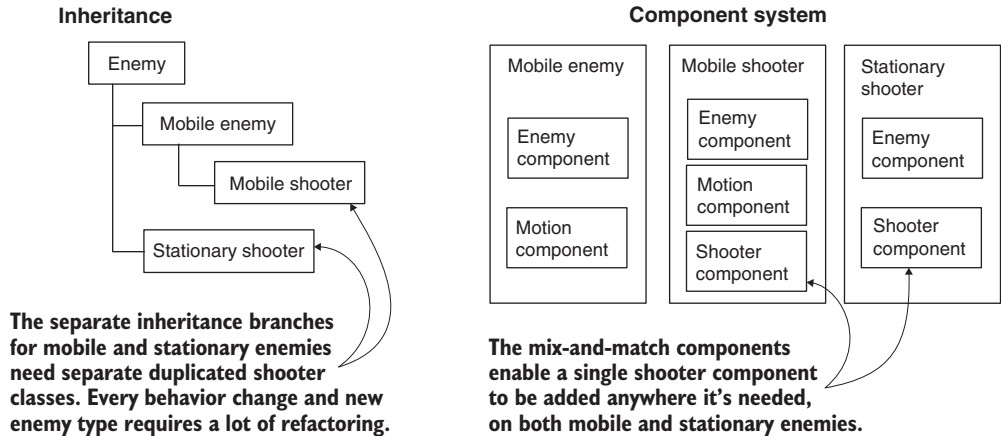 Inheritance
Enemy
Mobile enemy
Mobile shooter
Stationary shooter
The separate inheritance branches
for mobile and stationary enemies
need separate duplicated shooter
classes. Every behavior change and new
enemy type requires a lot of refactoring.
Component system
Mobile enemy
Enemy
component
Motion
component
Mobile shooter
Enemy
component
Motion
component
Shooter
component
Stationary
shooter
Enemy
component
Shooter
component
The mix-and-match components
enable a single shooter component
to be added anywhere it's needed,
on both mobile and stationary enemies.